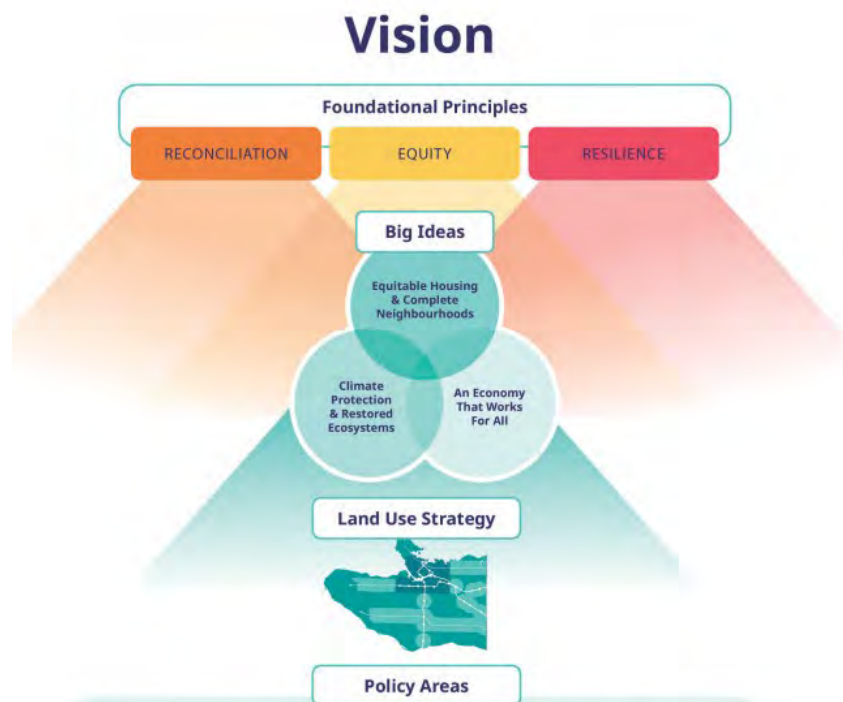 Vision
Foundational Principles
RECONCILIATION
EQUITY
RESILIENCE
Big Ideas
Equitable Housing
& Complete
Neighbourhoods
Climate
Protection
& Restored
Ecosystems
An Economy
That Works
For All
Land Use Strategy
Policy Areas